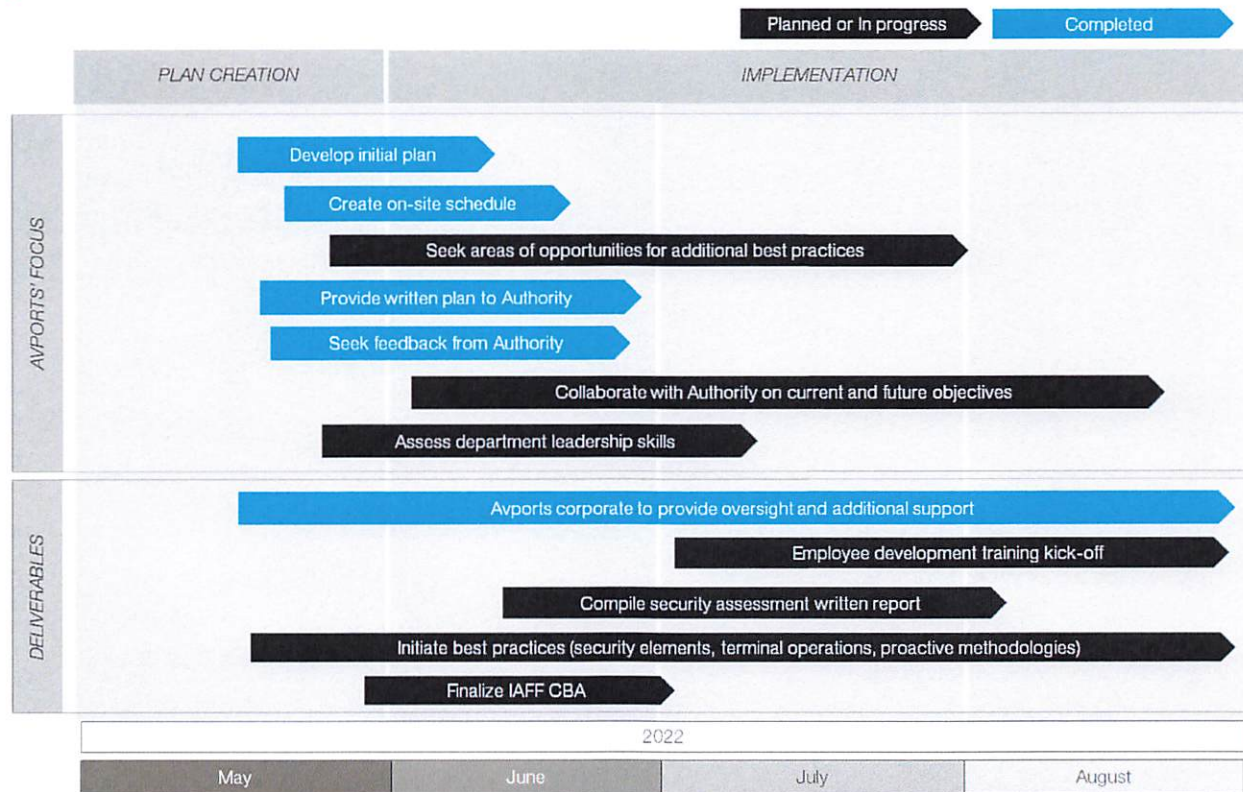 Planned or In progress
Completed
PLAN CREATION
IMPLEMENTATION
AVPORTS' FOCUS
Develop initial plan
Create on-site schedule
Seek areas of opportunities for additional best practices
Provide written plan to Authority
Seek feedback from Authority
Collaborate with Authority on current and future objectives
Assess department leadership skills
DELIVERABLES
Avports corporate to provide oversight and additional support
Employee development training kick-off
Compile security assessment written report
Initiate best practices (security elements, terminal operations, proactive methodologies)
Finalize IAFF CBA
2022
May
June
July
August